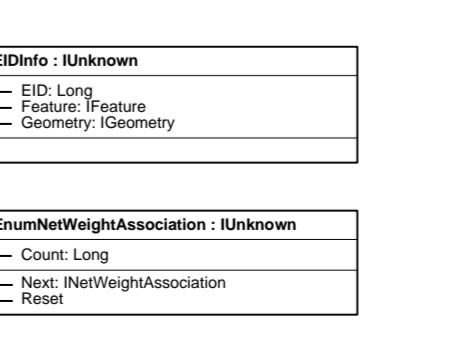 EIDInfo : IUnknown
EID: Long
Feature: IFeature
Geometry: IGeometry
EnumNetWeightAssociation : IUnknown
Count: Long
Next: INetWeightAssociation
Reset